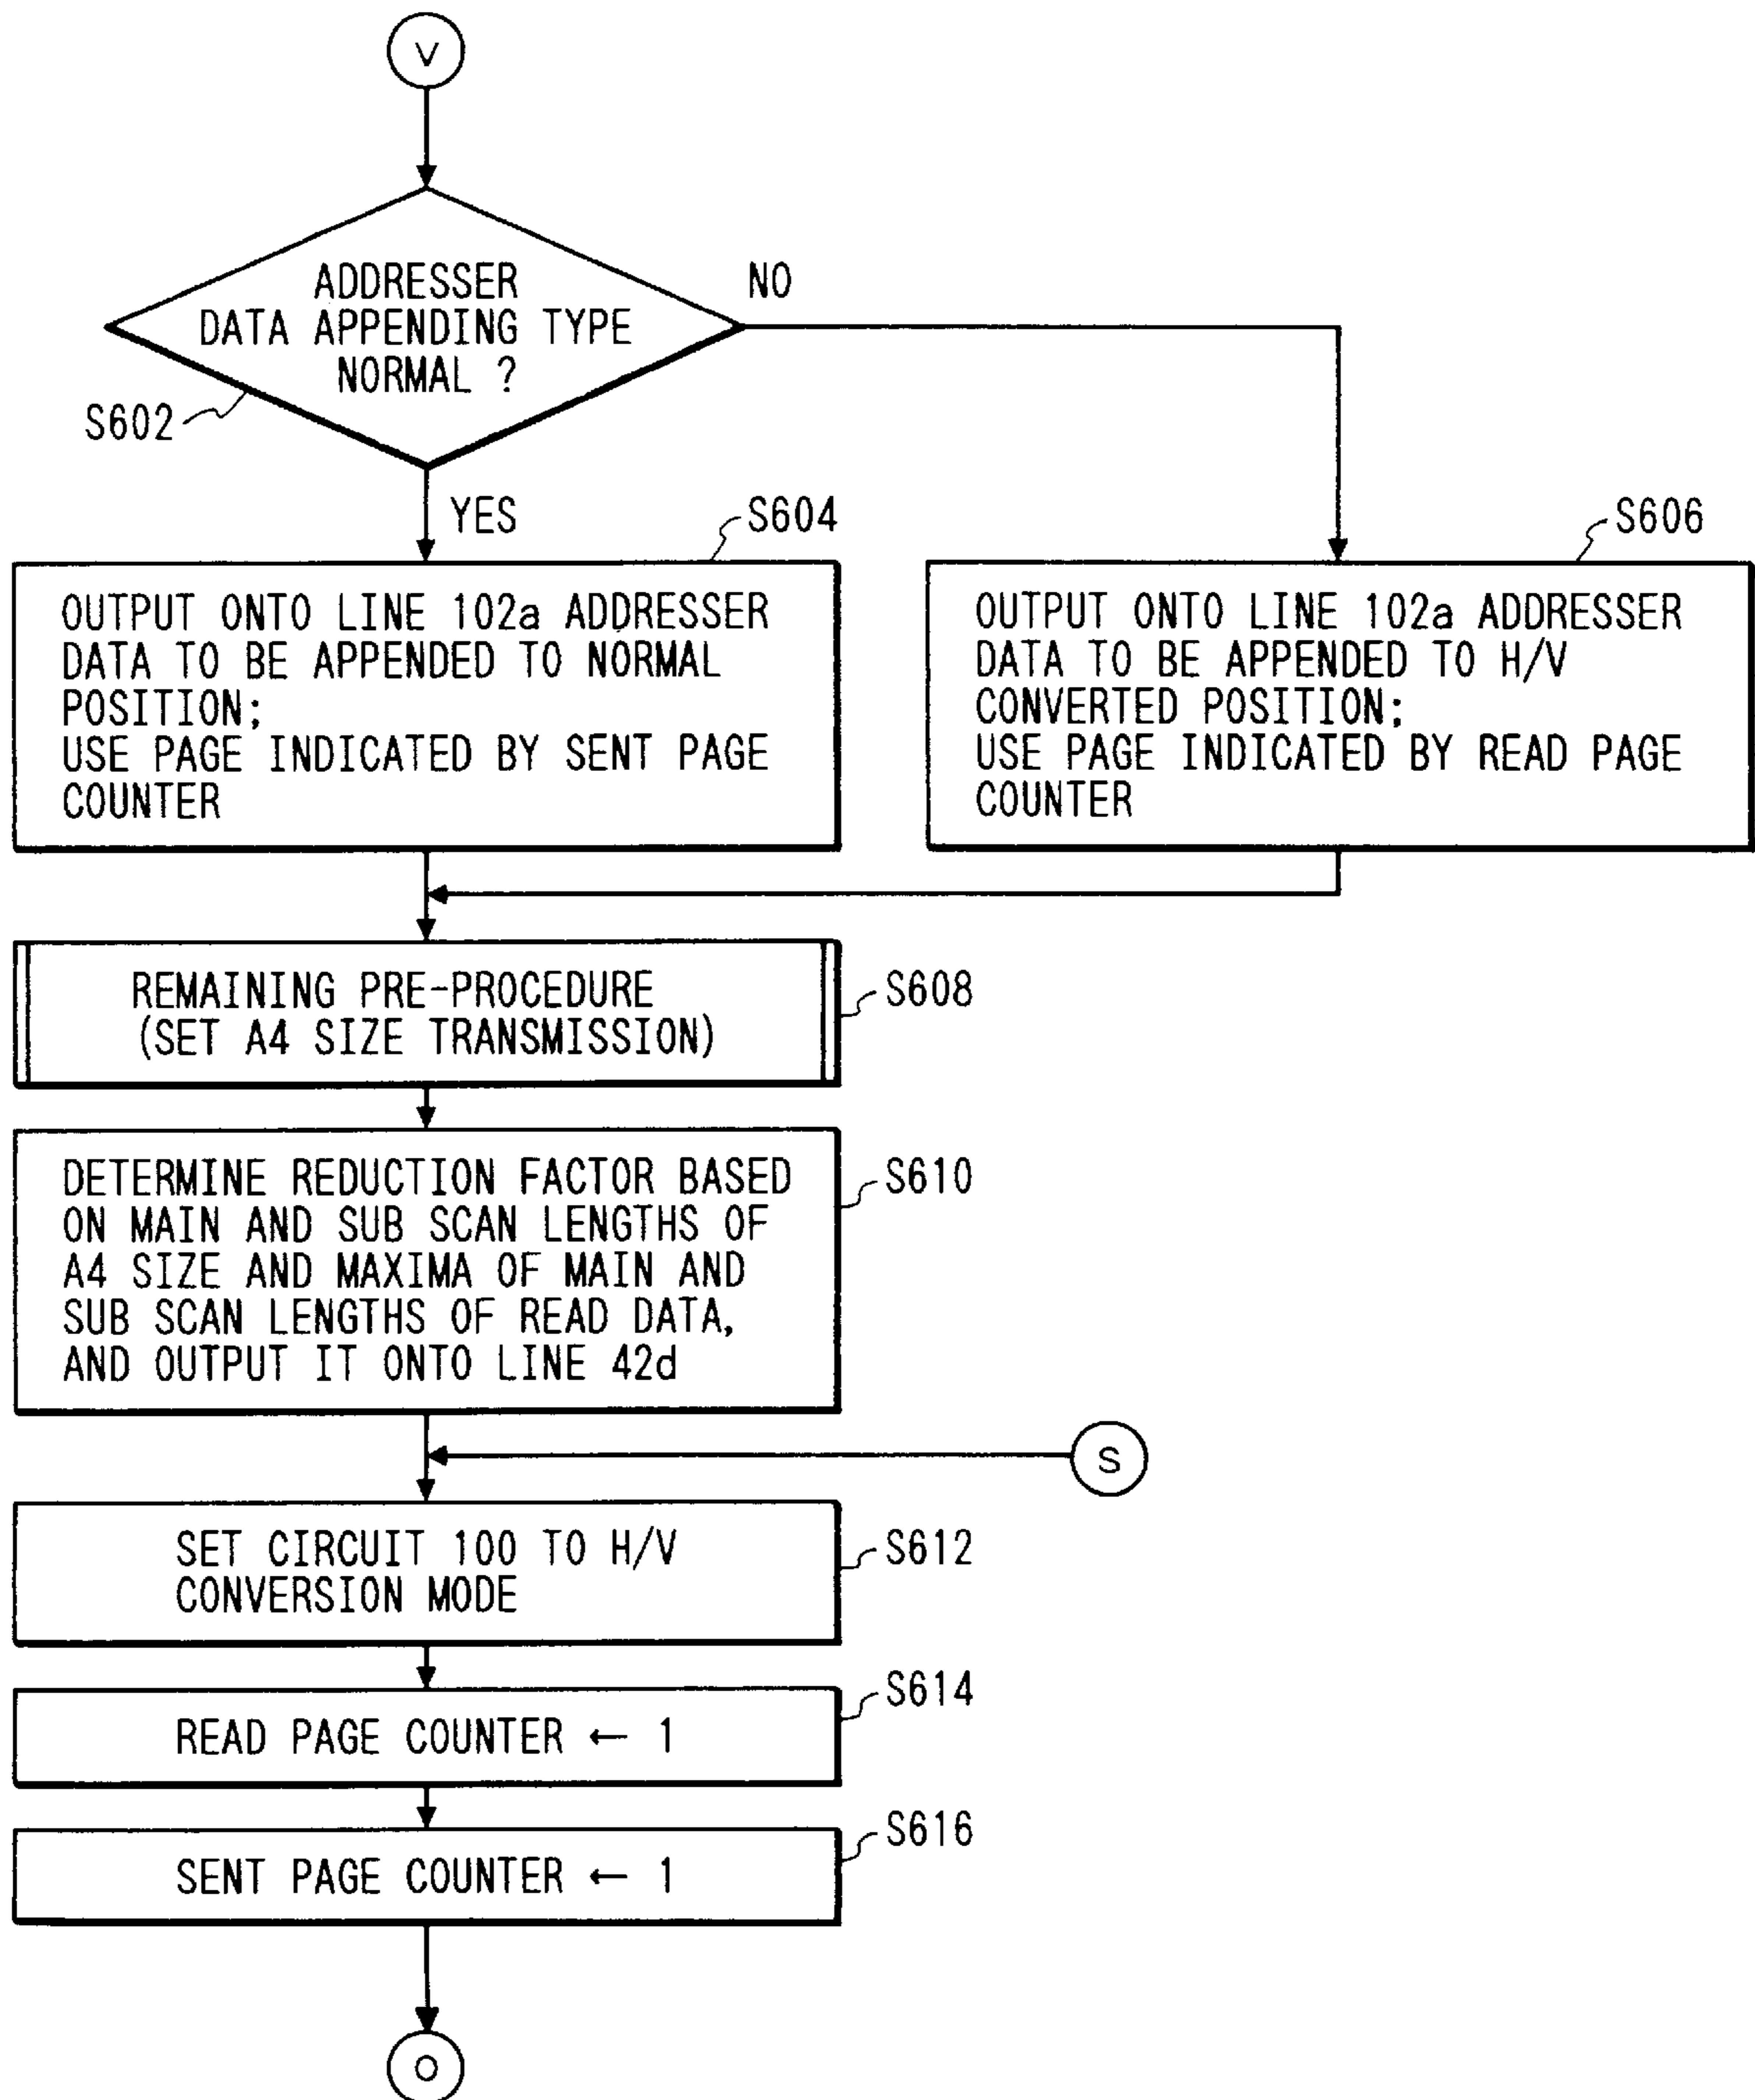 V
ADDRESSER
DATA APPENDING TYPE
NORMAL ?
NO
S602
YES
S604
OUTPUT ONTO LINE 102a ADDRESSER
DATA TO BE APPENDED TO NORMAL
POSITION;
USE PAGE INDICATED BY SENT PAGE
COUNTER
S606
OUTPUT ONTO LINE 102a ADDRESSER
DATA TO BE APPENDED TO H/V
CONVERTED POSITION;
USE PAGE INDICATED BY READ PAGE
COUNTER
REMAINING PRE-PROCEDURE
(SET A4 SIZE TRANSMISSION)
S608
DETERMINE REDUCTION FACTOR BASED
ON MAIN AND SUB SCAN LENGTHS OF
A4 SIZE AND MAXIMA OF MAIN AND
SUB SCAN LENGTHS OF READ DATA,
AND OUTPUT IT ONTO LINE 42d
S610
S
SET CIRCUIT 100 TO H/V
CONVERSION MODE
S612
READ PAGE COUNTER ← 1
S614
SENT PAGE COUNTER ← 1
S616
O